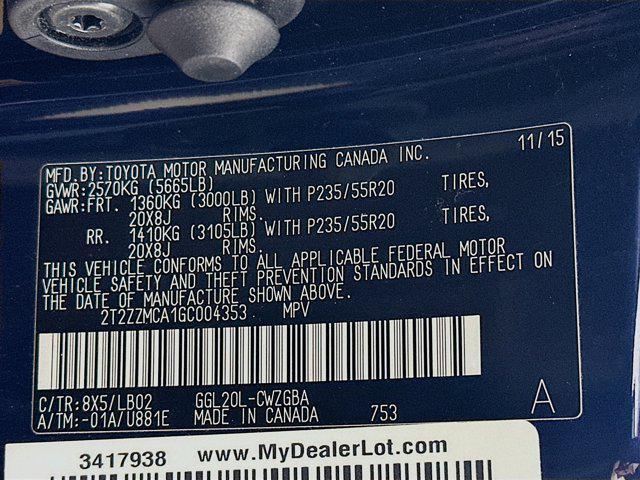 11/15
MFD.BY:TOYOTA MOTOR MANUFACTURING CANADA INC.
GVWR:2570KG (5665LB)
GAWR:FRT. 1360KG (3000LB) WITH P235/55R20 TIRES,
20X8J RIMS.
RR. 1410KG (3105LB) WITH P235/55R20 TIRES,
20X8J RIMS.
THIS VEHICLE CONFORMS TO ALL APPLICABLE FEDERAL MOTOR
VEHICLE SAFETY AND THEFT PREVENTION STANDARDS IN EFFECT ON
THE DATE OF MANUFACTURE SHOWN ABOVE.
2T2ZZMCA1GC004353 MPV
C/TR:8X5/LB02 GGL20L-CWZGBA
A/TM:-01A/U881E MADE IN CANADA 753 A
3417938 www.MyDealerLot.com